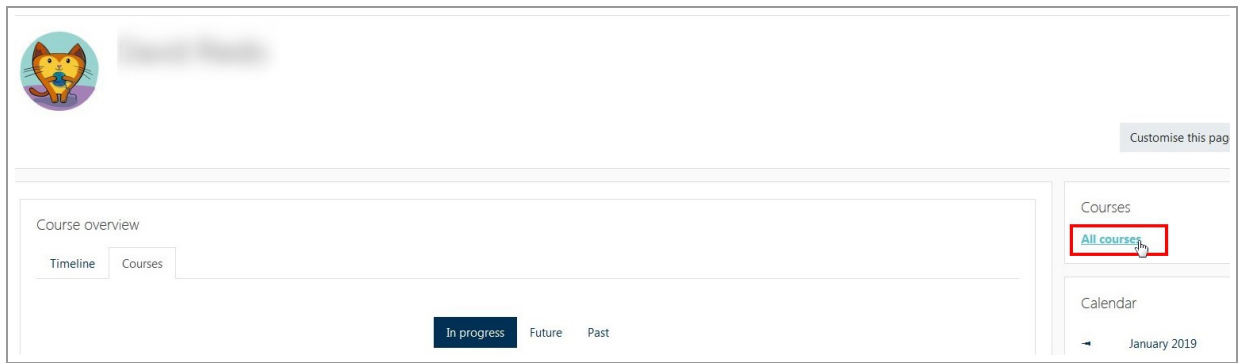 Customise this pag
Course overview
Timeline Courses
In progress Future Past
Courses
All courses
Calendar
January 2019